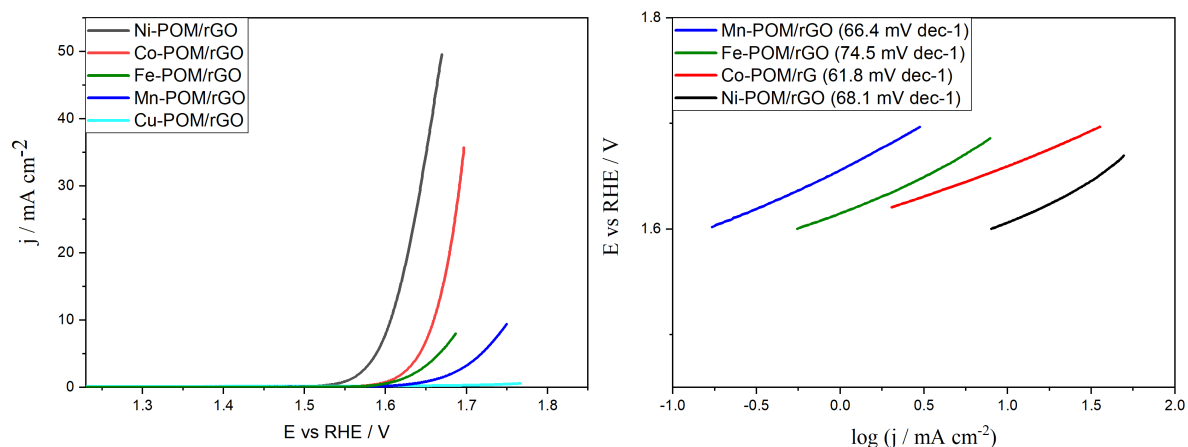 Ni-POM/rGO
Co-POM/rGO
Fe-POM/rGO
Mn-POM/rGO
Cu-POM/rGO
j / mA cm-2
50
40
30
20
10
0
1.3
1.4
1.5
1.6
1.7
1.8
E vs RHE / V
Mn-POM/rGO (66.4 mV dec-1)
Fe-POM/rGO (74.5 mV dec-1)
Co-POM/rG (61.8 mV dec-1)
Ni-POM/rGO (68.1 mV dec-1)
E vs RHE / V
1.8
1.6
-1.0
-0.5
0.0
0.5
1.0
1.5
2.0
log (j / mA cm-2)